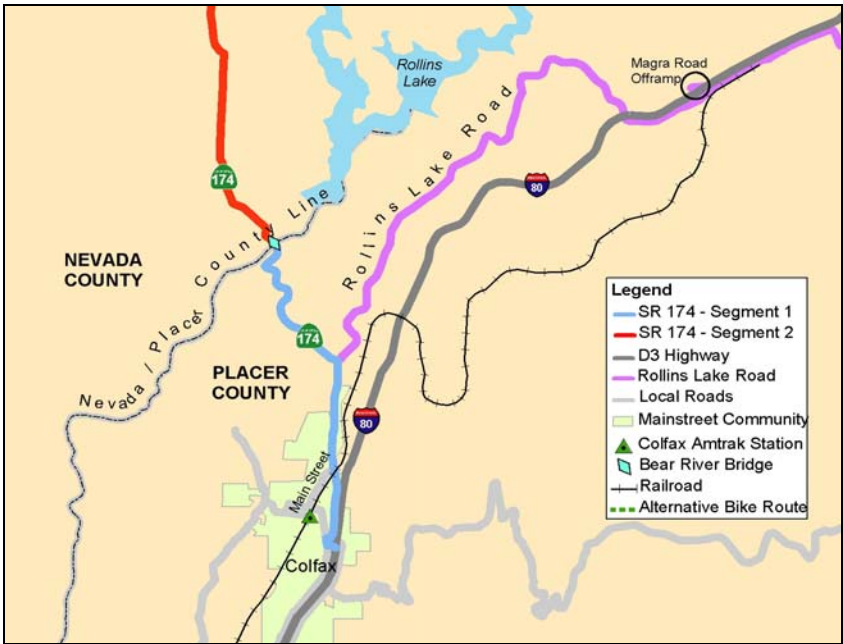 Rollins
Lake
Magra Road
Offramp
Rollins Lake Road
80
174
Nevada / Placer County Line
NEVADA
COUNTY
174
PLACER
COUNTY
80
Main Street
Colfax
Legend
SR 174 - Segment 1
SR 174 - Segment 2
D3 Highway
Rollins Lake Road
Local Roads
Mainstreet Community
Colfax Amtrak Station
Bear River Bridge
Railroad
Alternative Bike Route